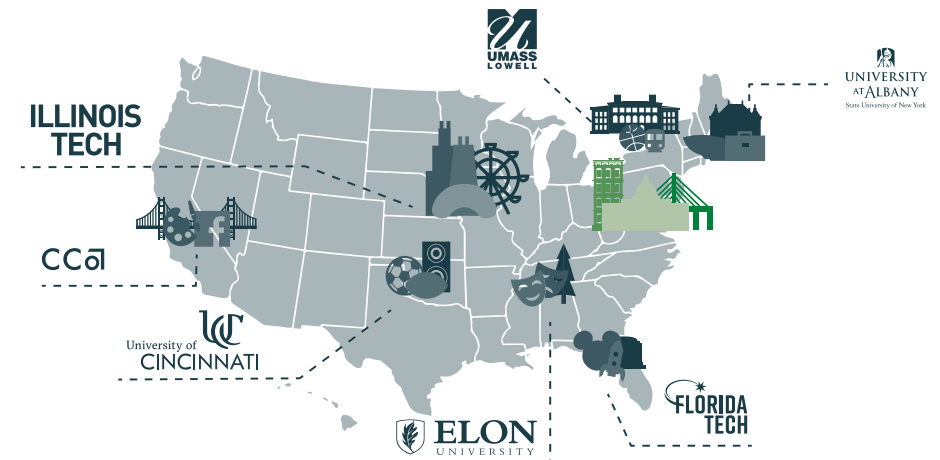 UMASS
LOWELL
UNIVERSITY
AT ALBANY
State University of New York
ILLINOIS
TECH
CCa
f
UC
University of
CINCINNATI
FLORIDA
TECH
ELON
UNIVERSITY